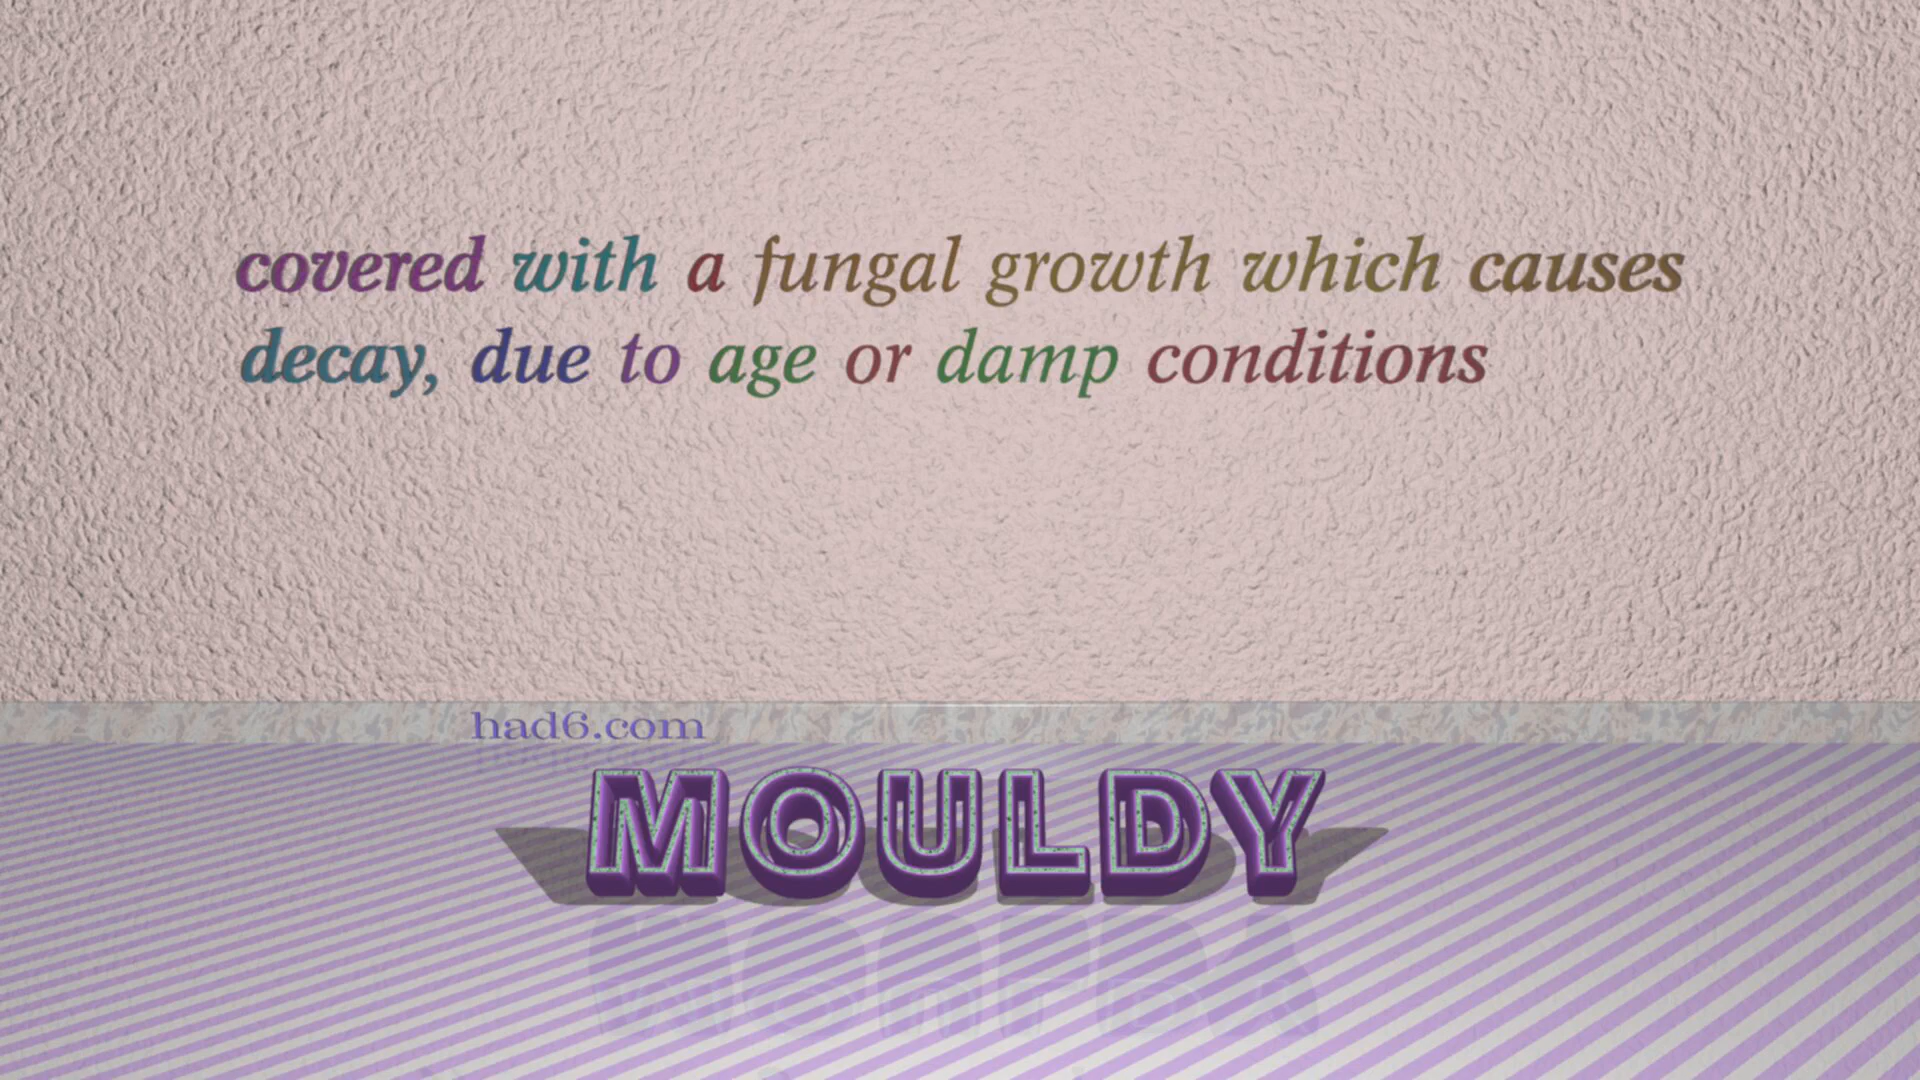 covered with a fungal growth which causes
decay, due to age or damp conditions
had6.com
MOULDY